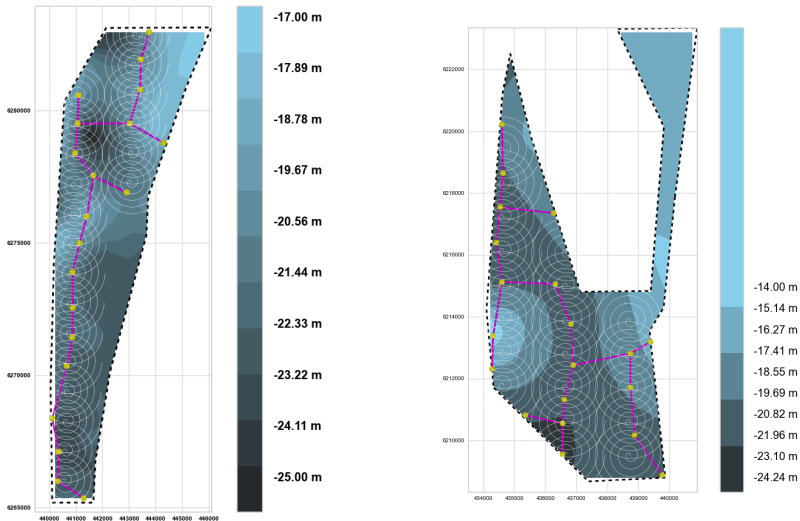 -17.00 m
-17.89 m
-18.78 m
-19.67 m
-20.56 m
-21.44 m
-22.33 m
-23.22 m
-24.11 m
-25.00 m
6280000
6275000
6270000
6265000
440000 441000 442000 443000 444000 445000 446000
6222000
6220000
6218000
6216000
6214000
6212000
6210000
434000 435000 436000 437000 438000 439000 440000
-14.00 m
-15.14 m
-16.27 m
-17.41 m
-18.55 m
-19.69 m
-20.82 m
-21.96 m
-23.10 m
-24.24 m